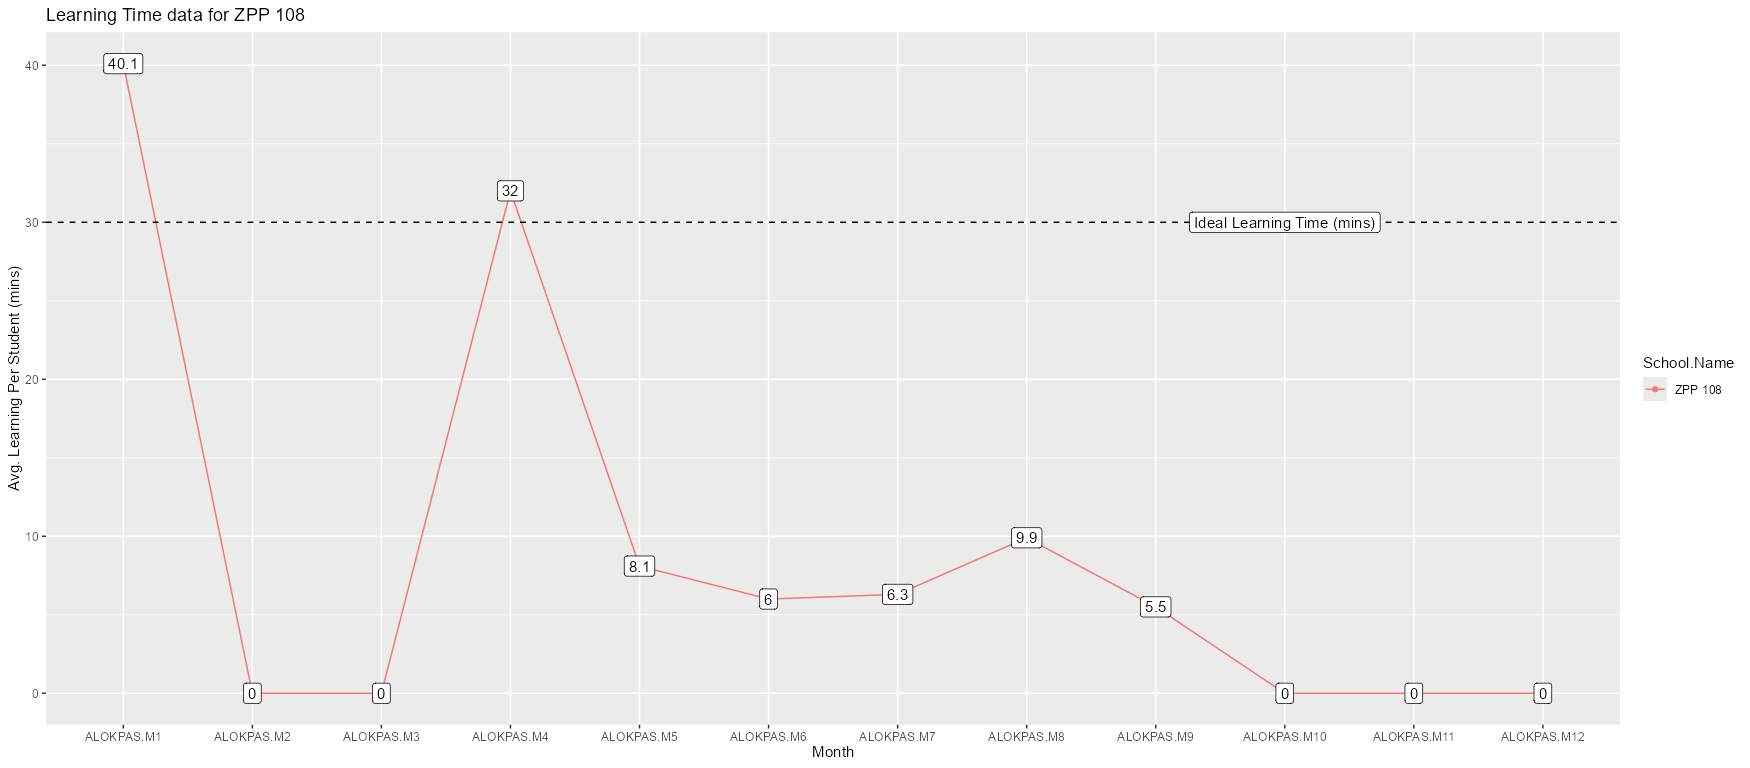 Learning Time data for ZPP 108
Avg. Learning Per Student (mins)
40
30
20
10
0
40.1
0
0
32
8.1
6
6.3
9.9
5.5
0
0
0
Ideal Learning Time (mins)
ALOKPAS.M1
ALOKPAS.M2
ALOKPAS.M3
ALOKPAS.M4
ALOKPAS.M5
ALOKPAS.M6
ALOKPAS.M7
ALOKPAS.M8
ALOKPAS.M9
ALOKPAS.M10
ALOKPAS.M11
ALOKPAS.M12
Month
School.Name
ZPP 108